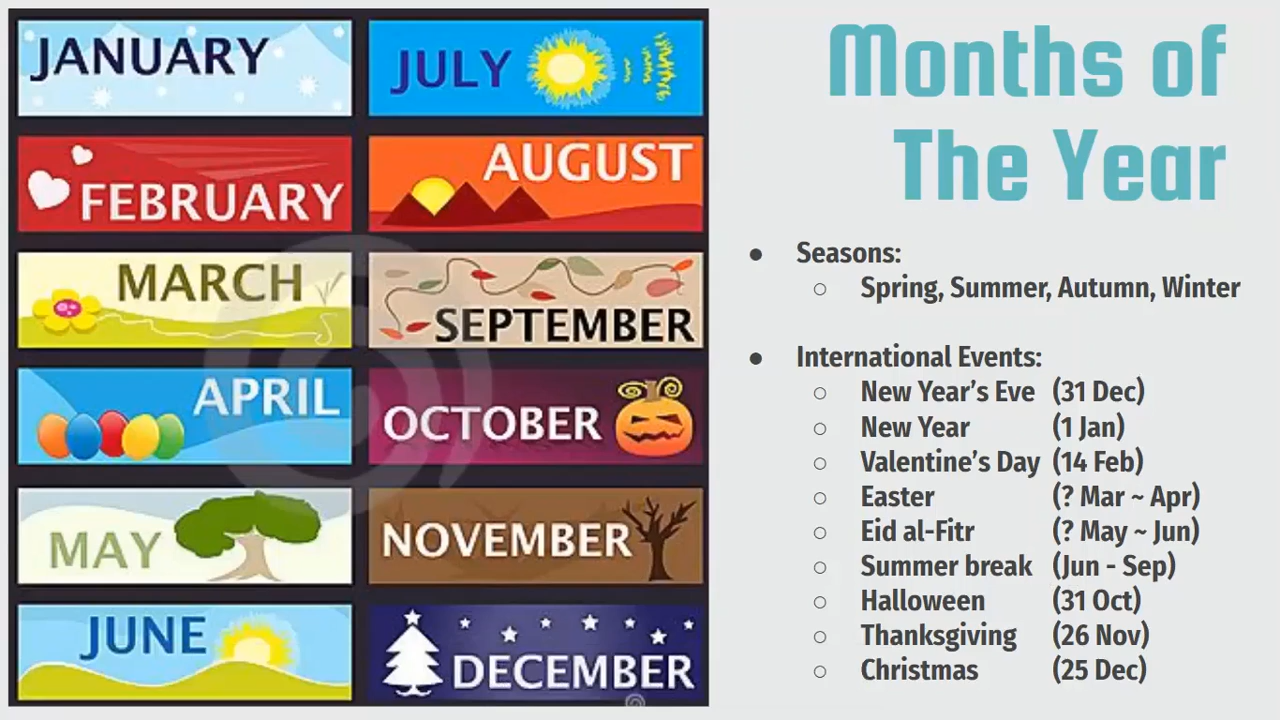 JANUARY
FEBRUARY
MARCH
APRIL
MAY
JUNE
JULY
AUGUST
SEPTEMBER
OCTOBER
NOVEMBER
DECEMBER
Months of
The Year
● Seasons:
○ Spring, Summer, Autumn, Winter
● International Events:
○ New Year’s Eve (31 Dec)
○ New Year (1 Jan)
○ Valentine’s Day (14 Feb)
○ Easter (? Mar ~ Apr)
○ Eid al-Fitr (? May ~ Jun)
○ Summer break (Jun - Sep)
○ Halloween (31 Oct)
○ Thanksgiving (26 Nov)
○ Christmas (25 Dec)